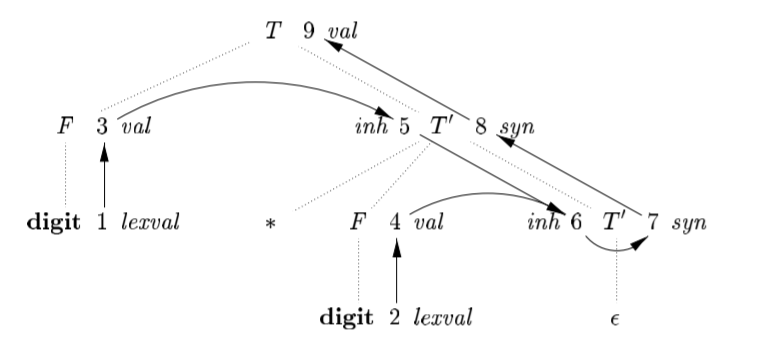 T 9 val
F 3 val inh 5 T′ 8 syn
digit 1 lexval * F 4 val inh 6 T′ 7 syn
digit 2 lexval ϵ